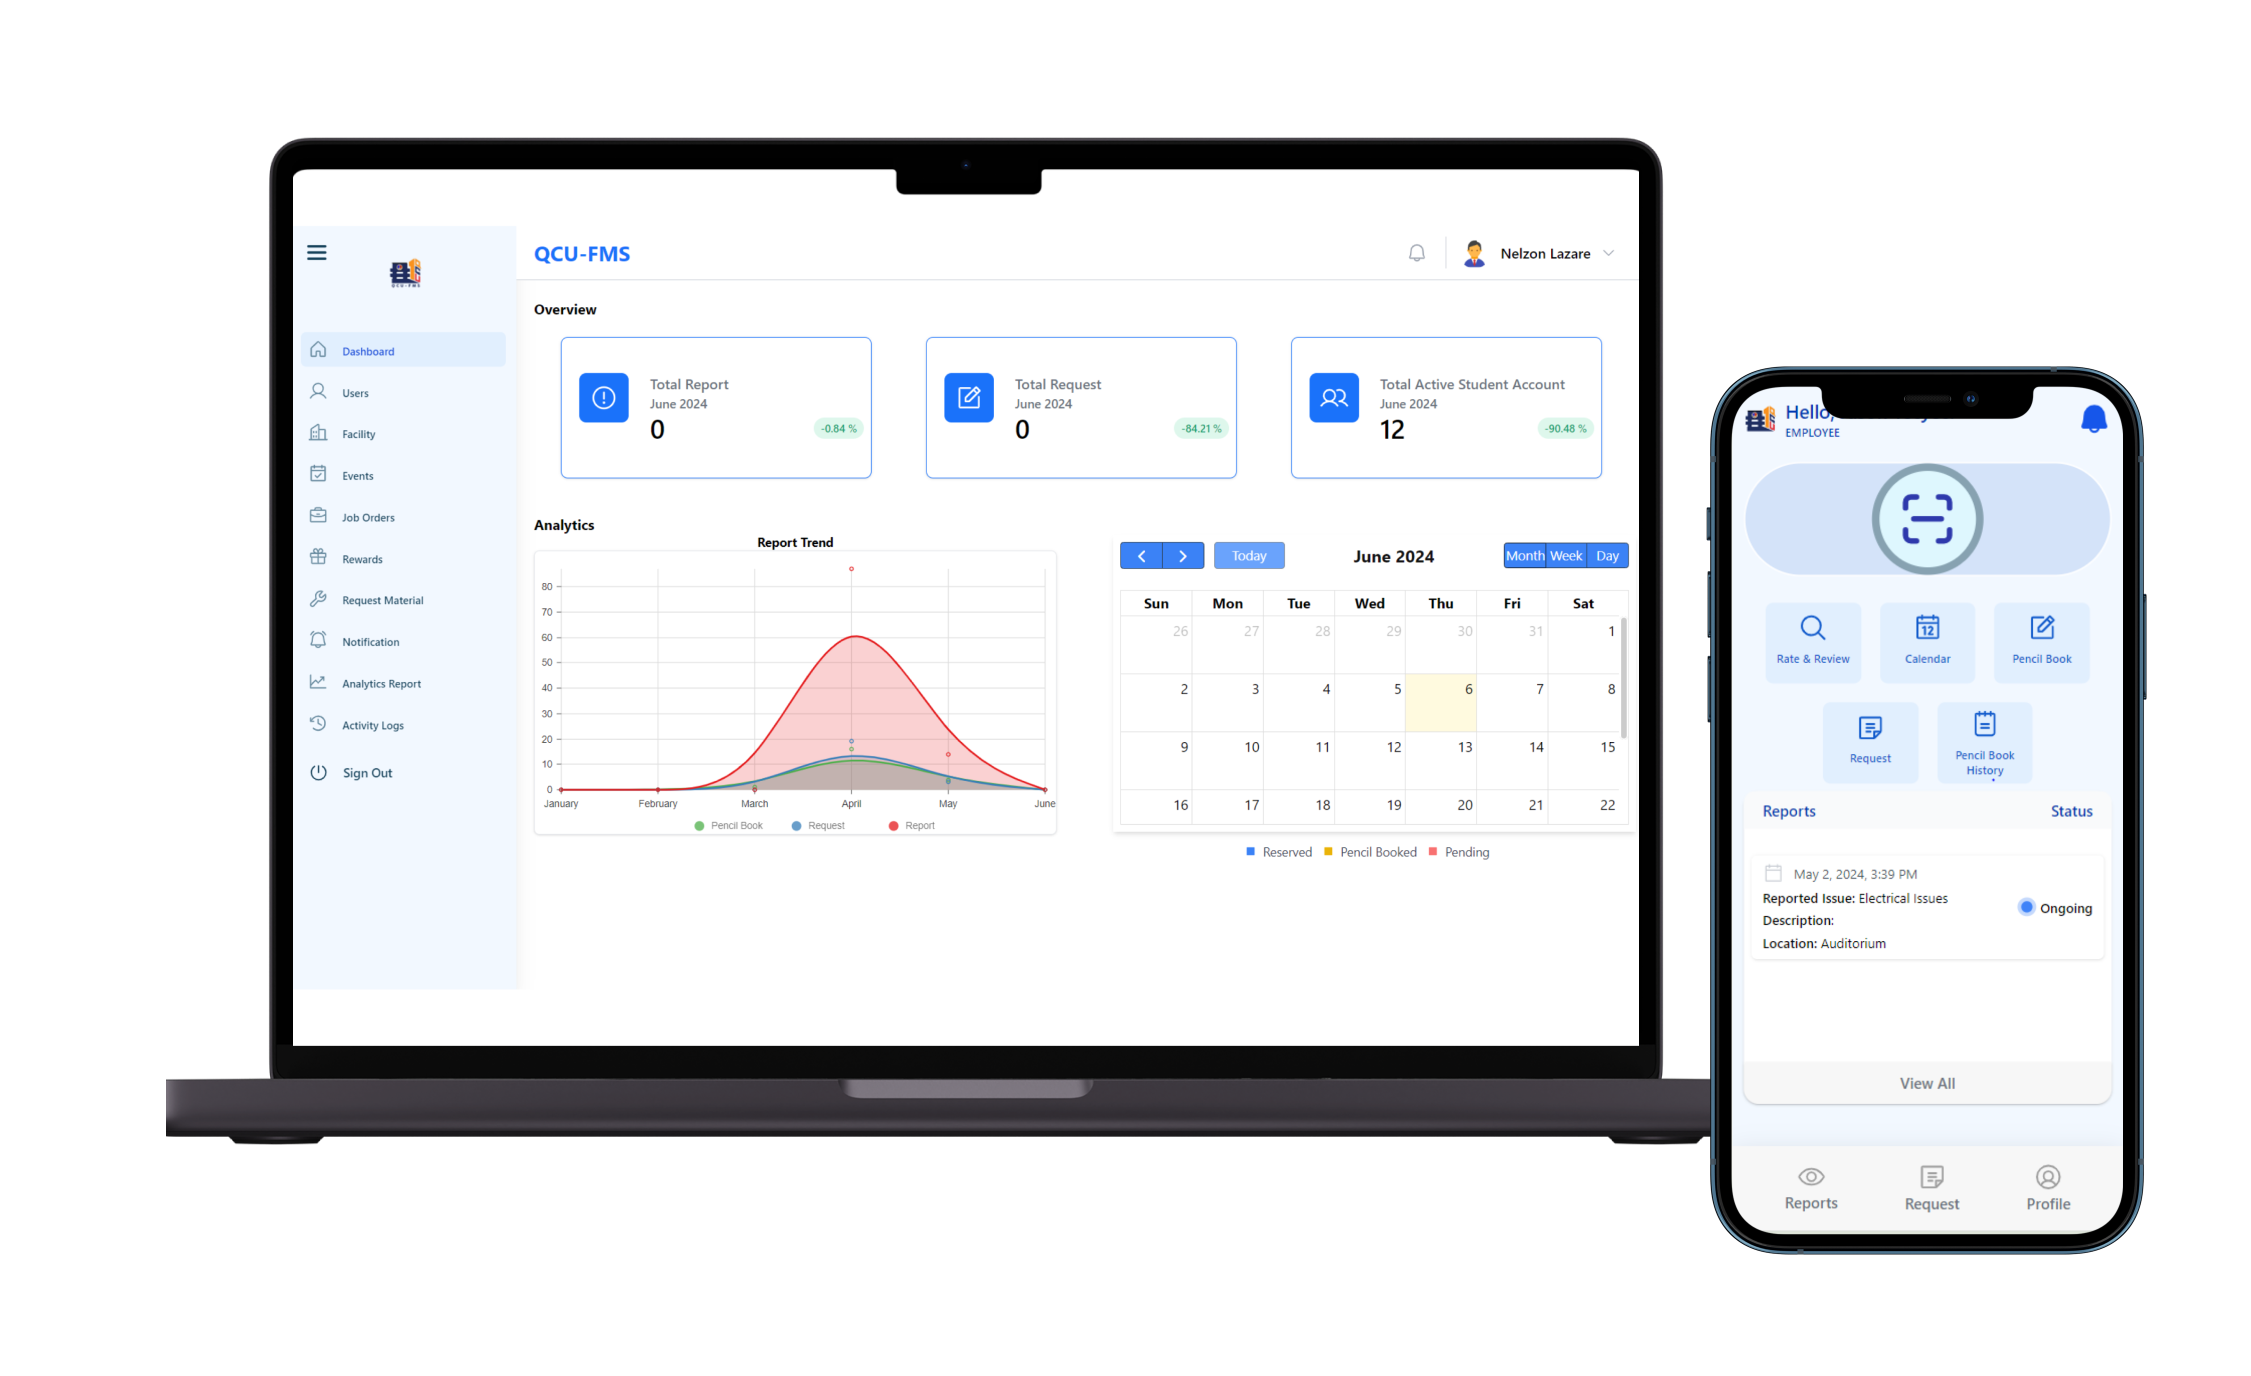 QCU-FMS
Nelzon Lazare
QCU-FMS
Dashboard
Users
Facility
Events
Job Orders
Rewards
Request Material
Notification
Analytics Report
Activity Logs
Sign Out
Overview
Total Report
June 2024
0
-0.84 %
Total Request
June 2024
0
-84.21 %
Total Active Student Account
June 2024
12
-90.48 %
Analytics
Report Trend
80
70
60
50
40
30
20
10
0
January February March April May June
Pencil Book Request Report
Today
June 2024
Month Week Day
Sun Mon Tue Wed Thu Fri Sat
26 27 28 29 30 31 1
2 3 4 5 6 7 8
9 10 11 12 13 14 15
16 17 18 19 20 21 22
Reserved Pencil Booked Pending
Hello,
EMPLOYEE
Rate & Review
12
Calendar
Pencil Book
Request
Pencil Book
History
Reports Status
May 2, 2024, 3:39 PM
Reported Issue: Electrical Issues
Description:
Location: Auditorium
Ongoing
View All
Reports Request Profile